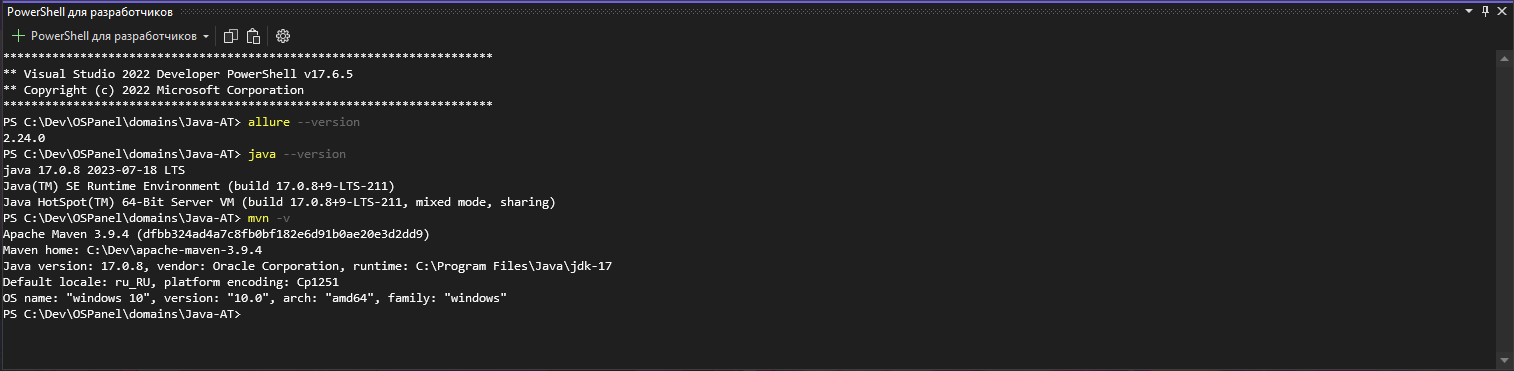 PowerShell для разработчиков
PowerShell для разработчиков
**********************************************************************
** Visual Studio 2022 Developer PowerShell v17.6.5
** Copyright (c) 2022 Microsoft Corporation
**********************************************************************
PS C:\Dev\OSPanel\domains\Java-AT> allure --version
2.24.0
PS C:\Dev\OSPanel\domains\Java-AT> java --version
java 17.0.8 2023-07-18 LTS
Java(TM) SE Runtime Environment (build 17.0.8+9-LTS-211)
Java HotSpot(TM) 64-Bit Server VM (build 17.0.8+9-LTS-211, mixed mode, sharing)
PS C:\Dev\OSPanel\domains\Java-AT> mvn -v
Apache Maven 3.9.4 (dfbb324ad4a7c8fb0bf182e6d91b0ae20e3d2dd9)
Maven home: C:\Dev\apache-maven-3.9.4
Java version: 17.0.8, vendor: Oracle Corporation, runtime: C:\Program Files\Java\jdk-17
Default locale: ru_RU, platform encoding: Cp1251
OS name: "windows 10", version: "10.0", arch: "amd64", family: "windows"
PS C:\Dev\OSPanel\domains\Java-AT>